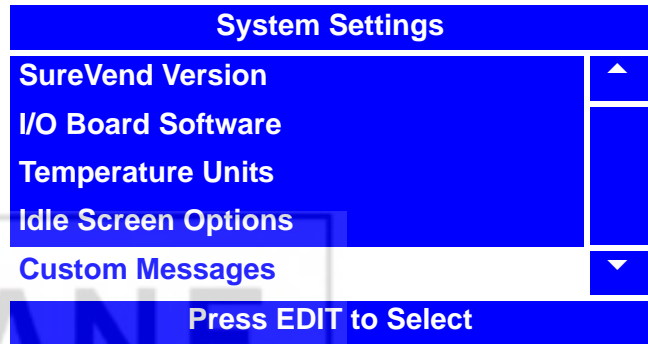 System Settings
SureVend Version
I/O Board Software
Temperature Units
Idle Screen Options
Custom Messages
Press EDIT to Select